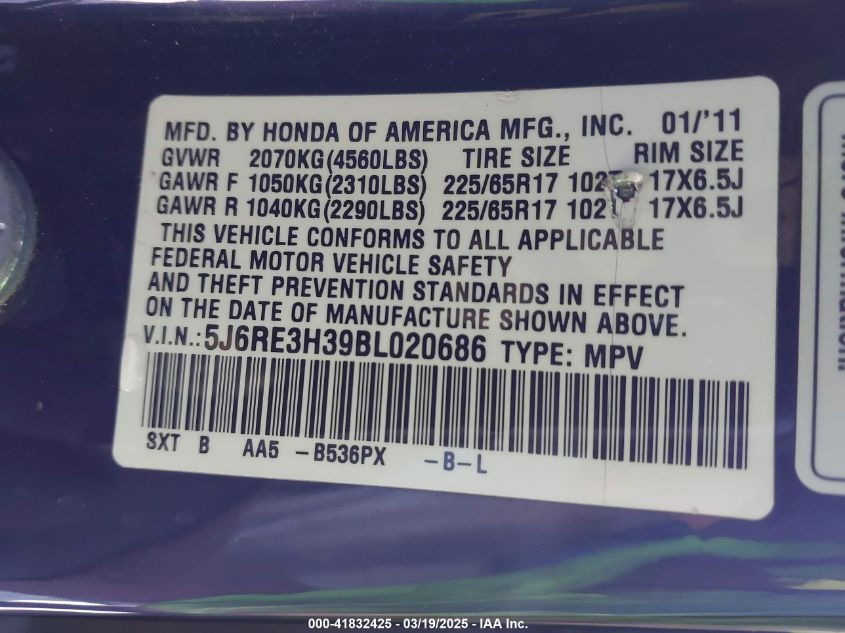 MFD. BY HONDA OF AMERICA MFG., INC. 01/'11
GVWR 2070KG(4560LBS) TIRE SIZE RIM SIZE
GAWR F 1050KG(2310LBS) 225/65R17 102T 17X6.5J
GAWR R 1040KG(2290LBS) 225/65R17 102T 17X6.5J
THIS VEHICLE CONFORMS TO ALL APPLICABLE
FEDERAL MOTOR VEHICLE SAFETY
AND THEFT PREVENTION STANDARDS IN EFFECT
ON THE DATE OF MANUFACTURE SHOWN ABOVE.
V.I.N.:5J6RE3H39BL020686 TYPE: MPV
SXT B AA5 -B536PX -B-L
000-41832425 | 03/19/2025 - IAA Inc.